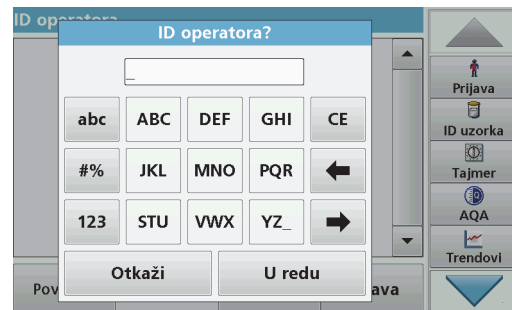 ID operatora
ID operatora?
_
abc ABC DEF GHI CE
#% JKL MNO PQR
123 STU VWX YZ_
Otkaži U redu
Pov ava
Prijava
ID uzorka
Tajmer
AQA
Trendovi